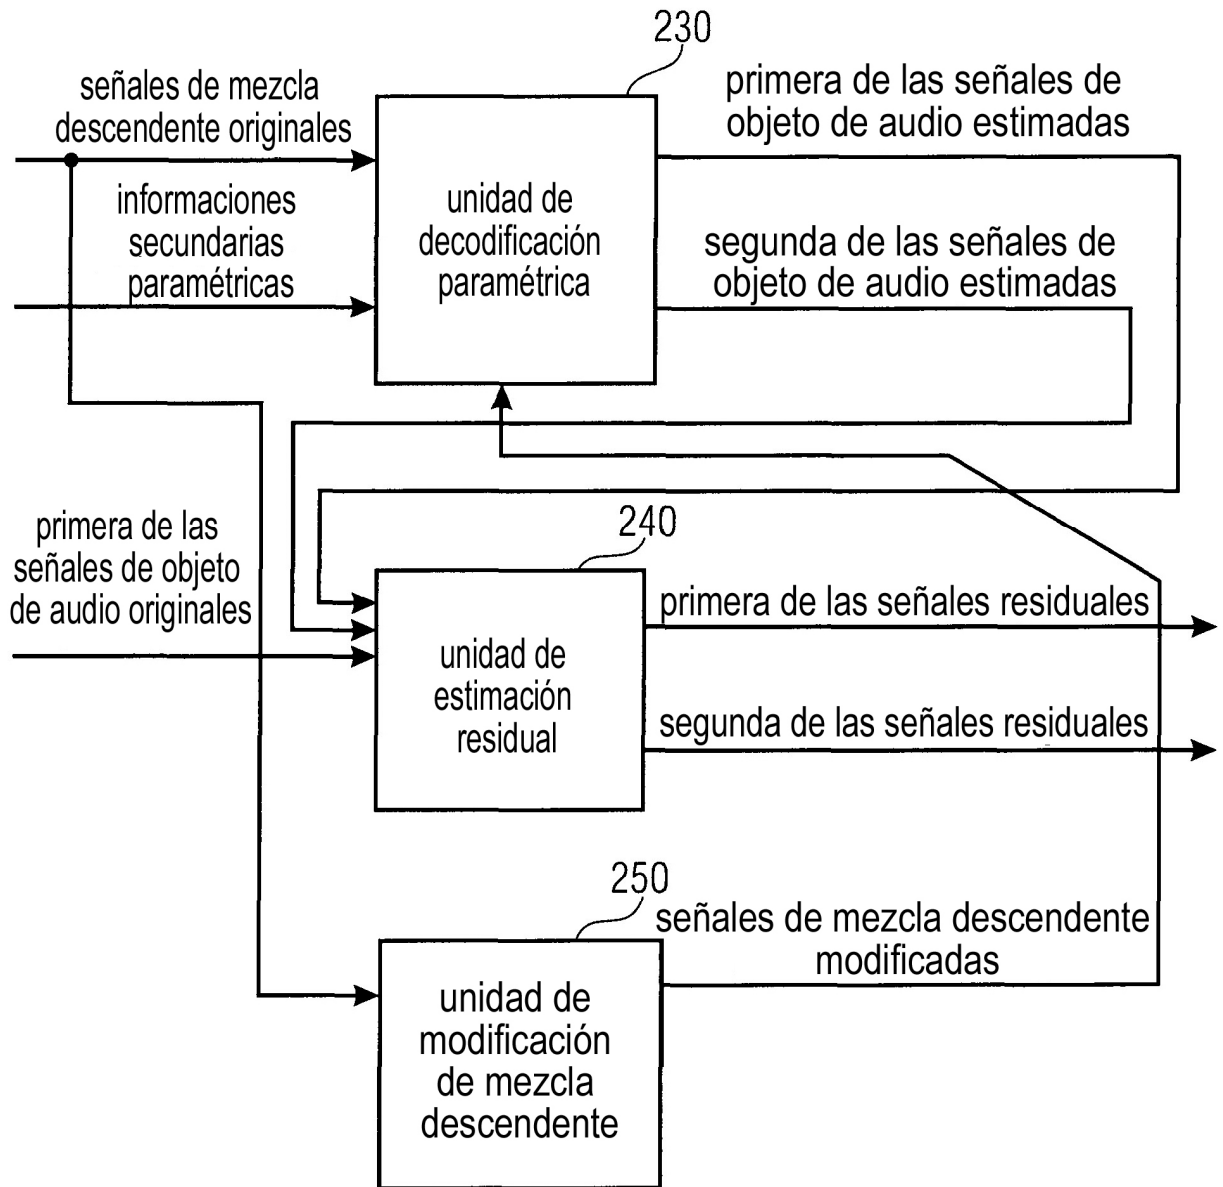 230
señales de mezcla
descendente originales
primera de las señales de
objeto de audio estimadas
informaciones
secundarias
paramétricas
unidad de
decodificación
paramétrica
segunda de las señales de
objeto de audio estimadas
240
primera de las
señales de objeto
de audio originales
primera de las señales residuales
unidad de
estimación
residual
segunda de las señales residuales
250
señales de mezcla descendente
modificadas
unidad de
modificación
de mezcla
descendente